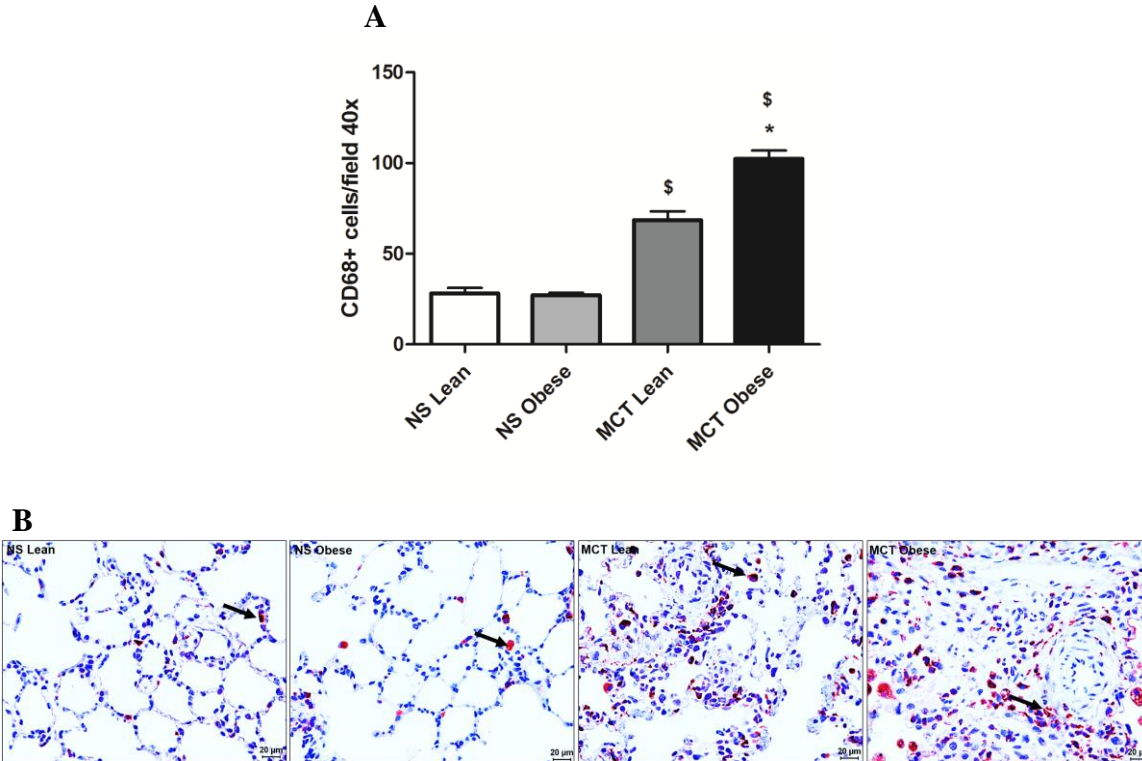 A
CD68+ cells/field 40x
150
100
50
0
$
$
*
NS Lean
NS Obese
MCT Lean
MCT Obese
B
NS Lean
NS Obese
MCT Lean
MCT Obese
20 µm
20 µm
20 µm
20 µ